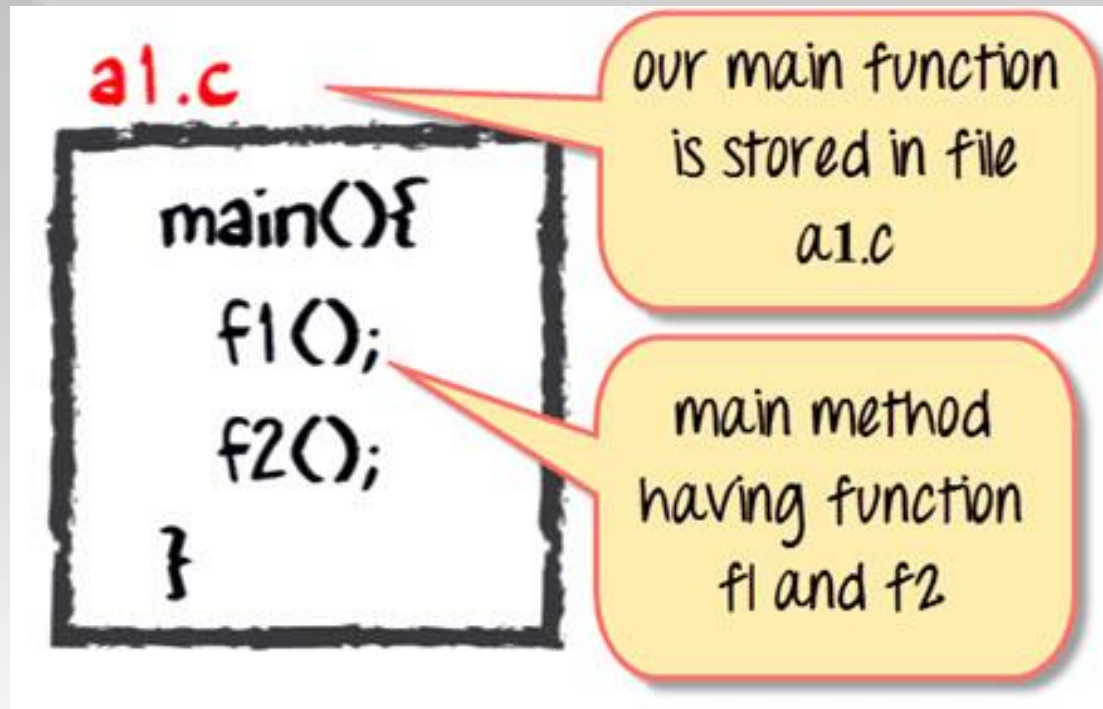 a1.c
main(){
f1();
f2();
}
our main function
is stored in file
a1.c
main method
having function
f1 and f2